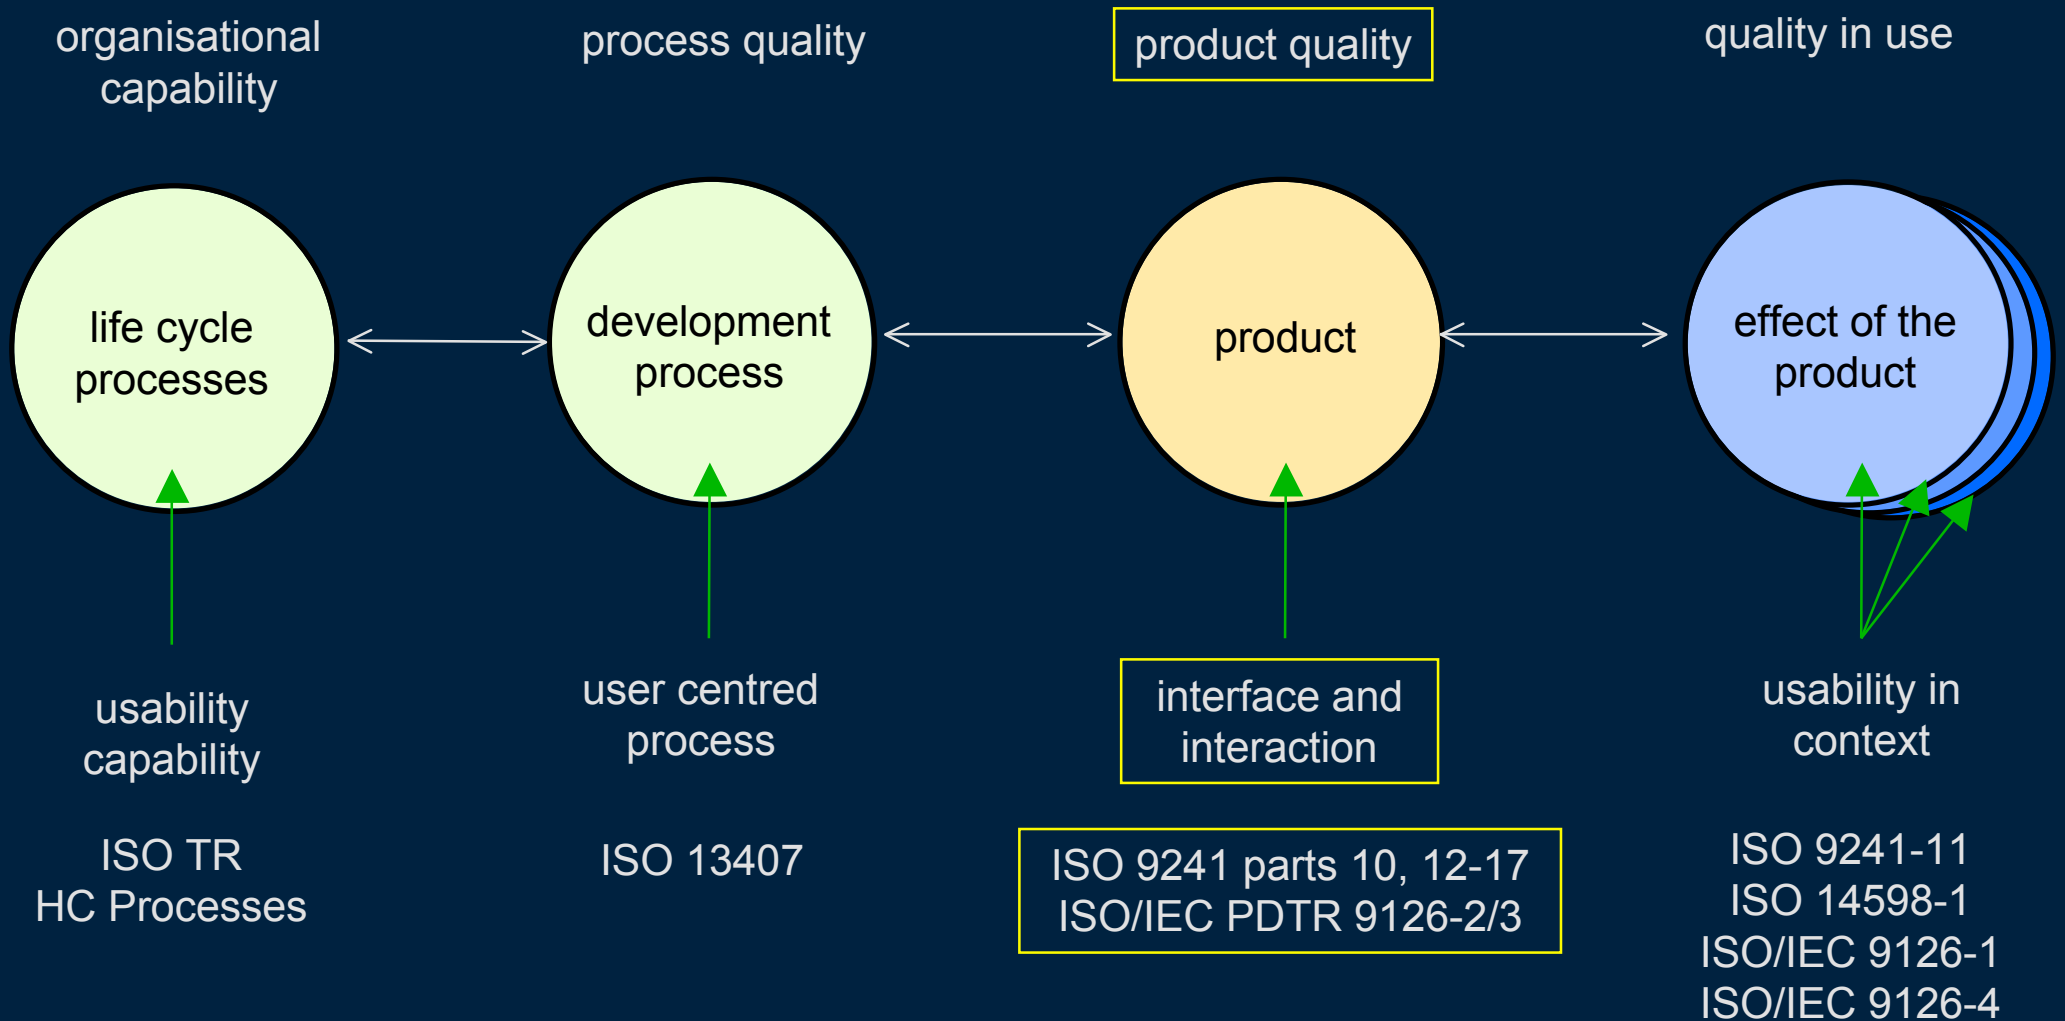 organisational
capability
process quality
product quality
quality in use
life cycle
processes
development
process
product
effect of the
product
usability
capability
user centred
process
interface and
interaction
usability in
context
ISO TR
HC Processes
ISO 13407
ISO 9241 parts 10, 12-17
ISO/IEC PDTR 9126-2/3
ISO 9241-11
ISO 14598-1
ISO/IEC 9126-1
ISO/IEC 9126-4